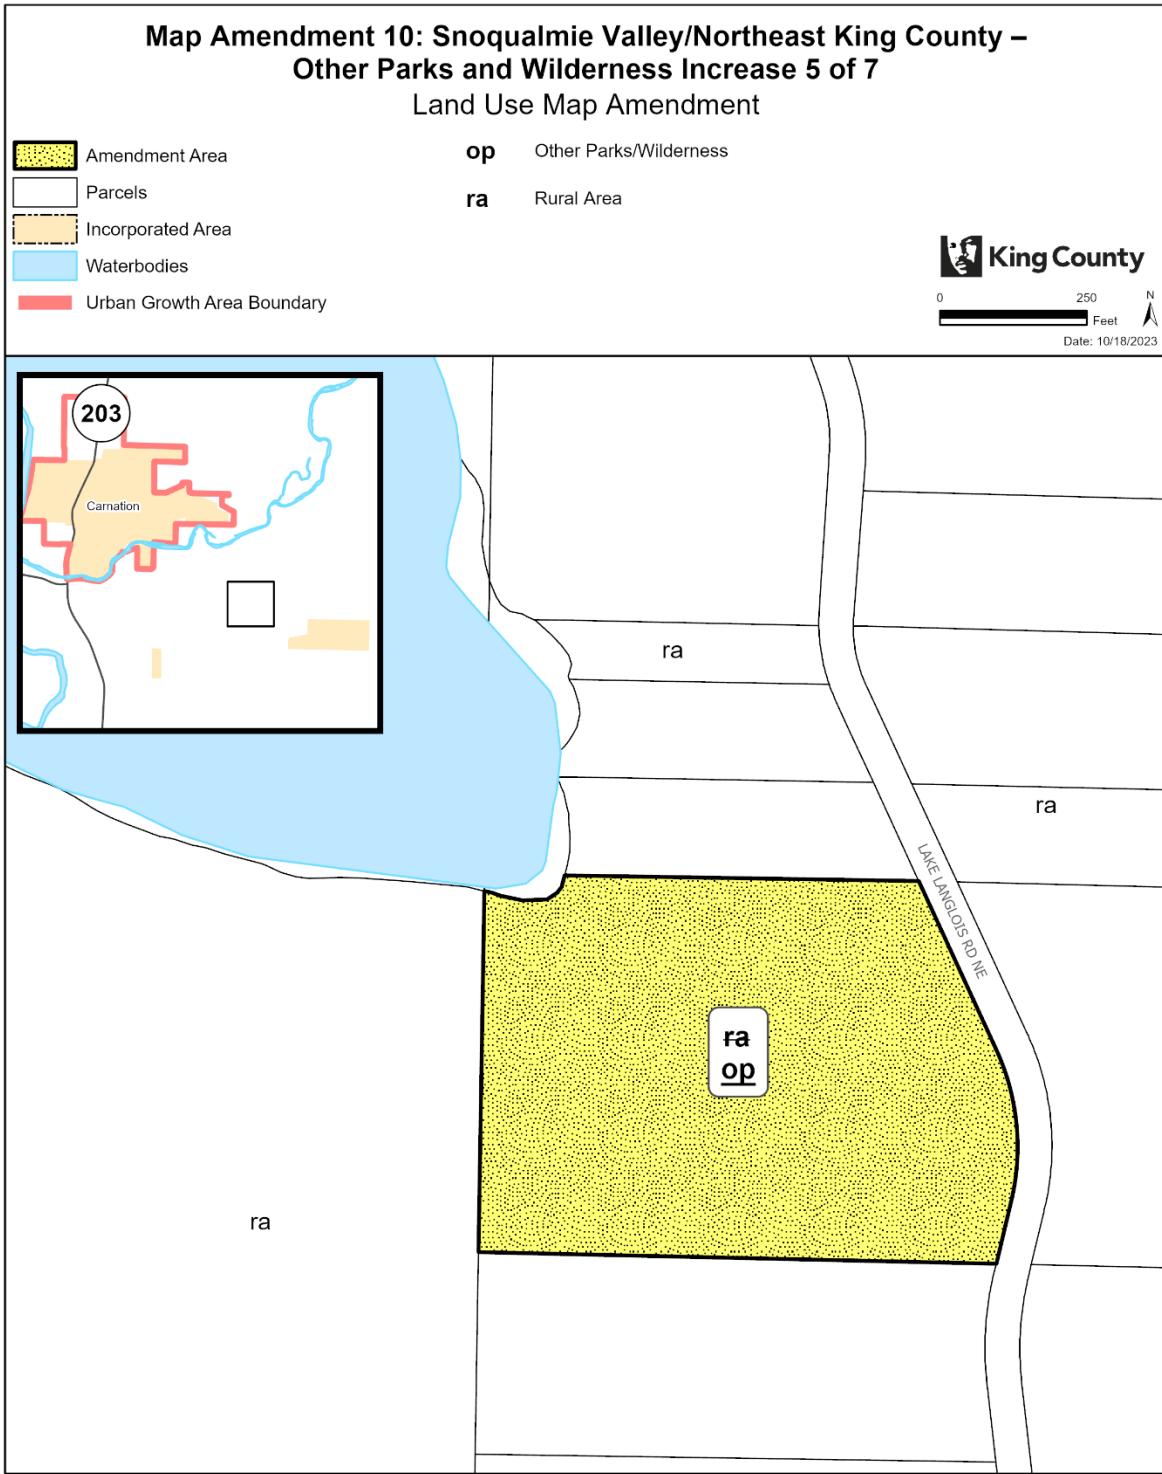 Map Amendment 10: Snoqualmie Valley/Northeast King County –
Other Parks and Wilderness Increase 5 of 7
Land Use Map Amendment
Amendment Area
Parcels
Incorporated Area
Waterbodies
Urban Growth Area Boundary
op Other Parks/Wilderness
ra Rural Area
King County
0 250
Feet
N
Date: 10/18/2023
203
Carnation
ra
ra
LAKE LANGLOIS RD NE
ra
op
ra